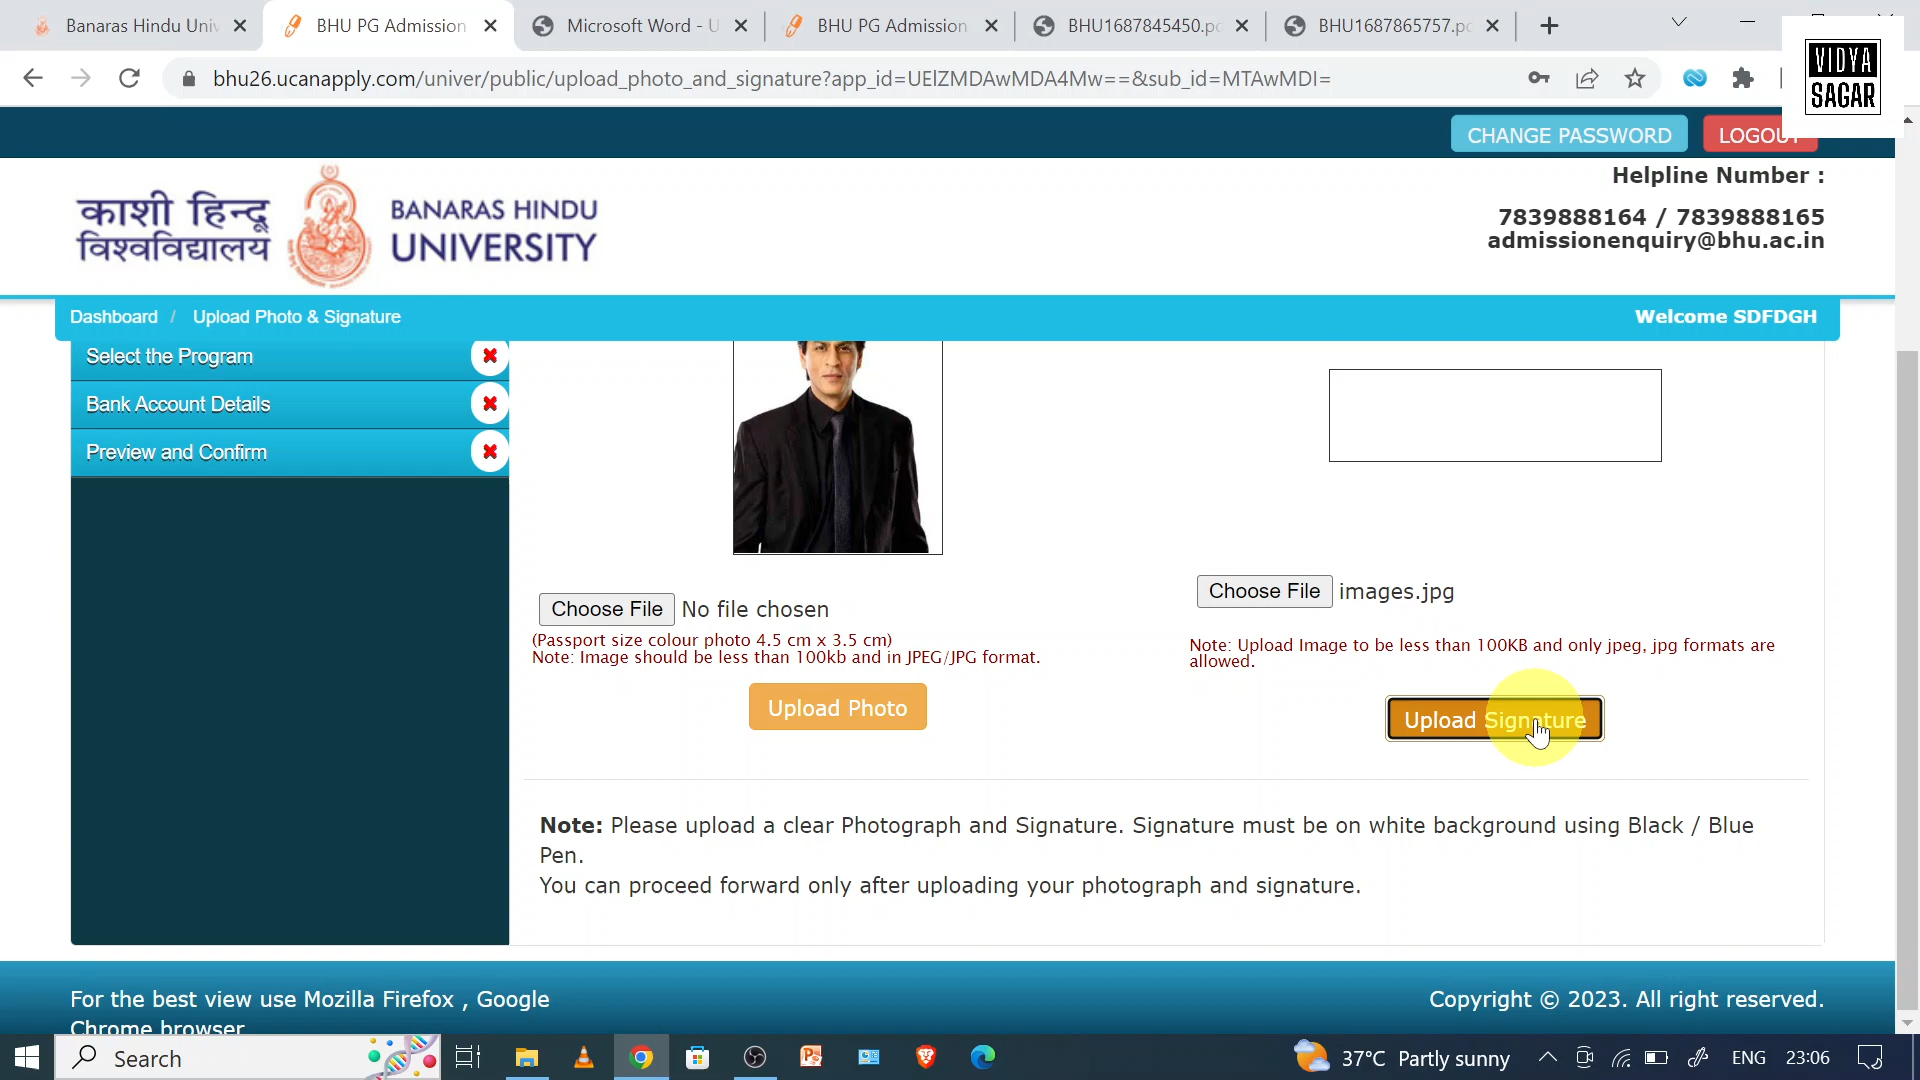 Banaras Hindu Univ
BHU PG Admission
Microsoft Word - U
BHU PG Admission
BHU1687845450.pd
BHU1687865757.pd
bhu26.ucanapply.com/univer/public/upload_photo_and_signature?app_id=UElZMDAwMDA4Mw==&sub_id=MTAwMDI=
VIDYA
SAGAR
CHANGE PASSWORD
LOGOUT
काशी हिन्दू
विश्वविद्यालय
BANARAS HINDU
UNIVERSITY
Helpline Number :
7839888164 / 7839888165
admissionenquiry@bhu.ac.in
Dashboard / Upload Photo & Signature
Welcome SDFDGH
Select the Program
Bank Account Details
Preview and Confirm
Choose File No file chosen
(Passport size colour photo 4.5 cm x 3.5 cm)
Note: Image should be less than 100kb and in JPEG/JPG format.
Upload Photo
Choose File images.jpg
Note: Upload Image to be less than 100KB and only jpeg, jpg formats are
allowed.
Upload Signature
Note: Please upload a clear Photograph and Signature. Signature must be on white background using Black / Blue
Pen.
You can proceed forward only after uploading your photograph and signature.
For the best view use Mozilla Firefox , Google
Chrome browser
Copyright © 2023. All right reserved.
Search
37°C Partly sunny
ENG
23:06